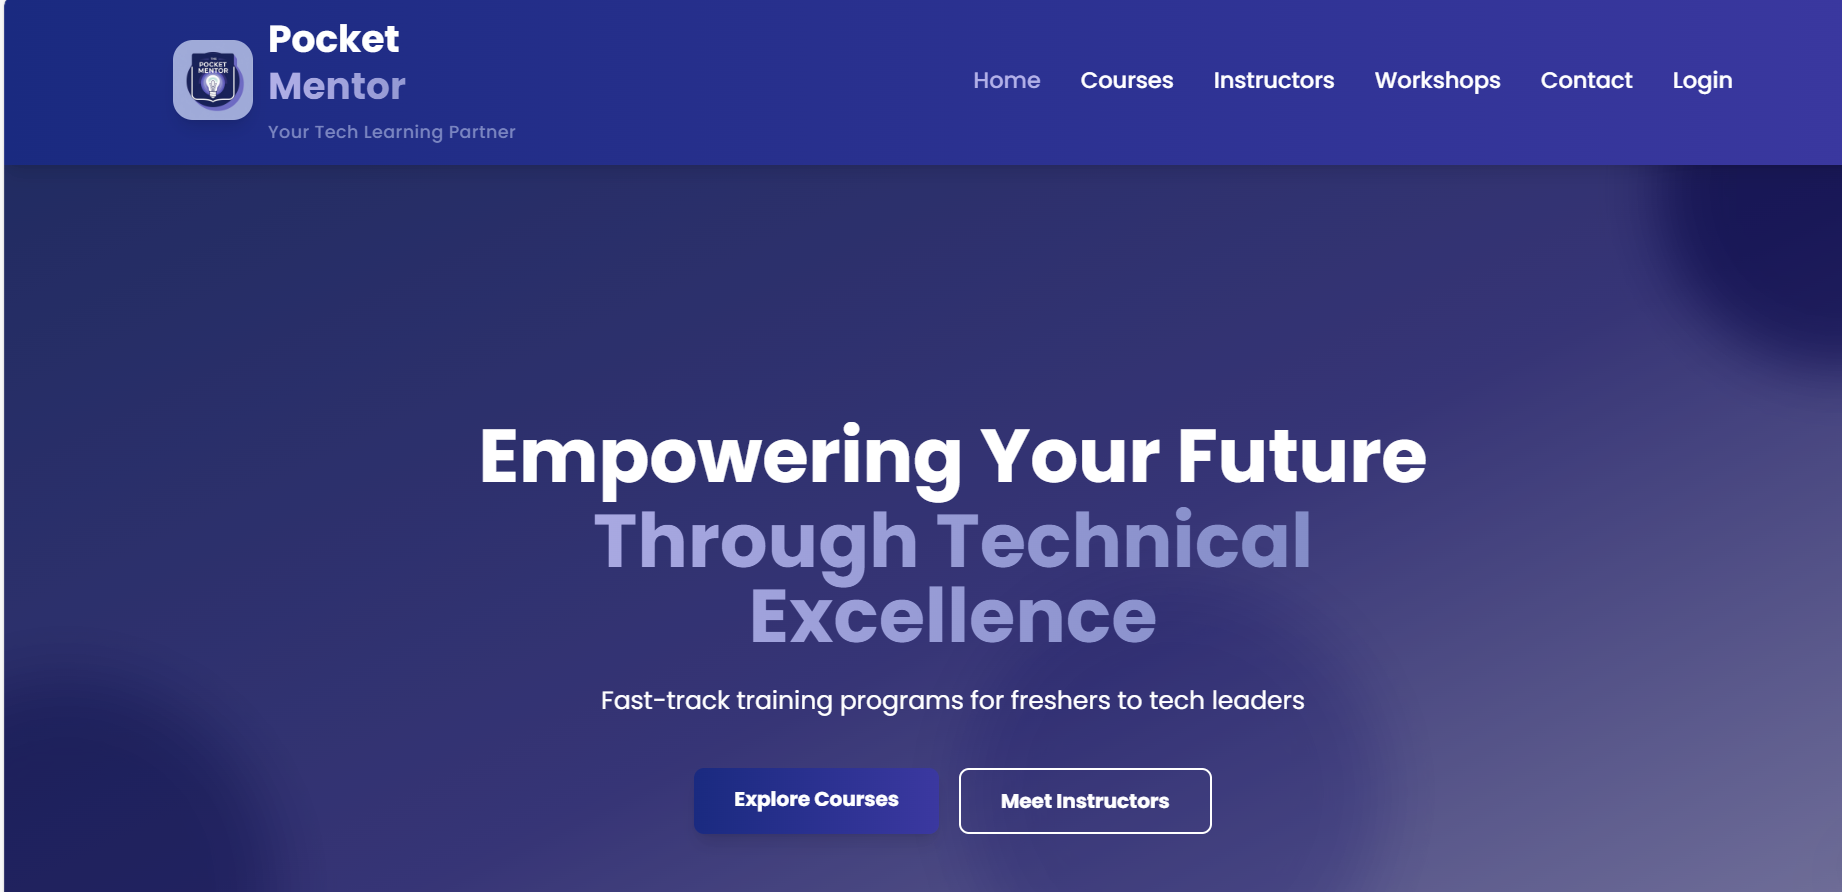 POCKET
MENTOR
Pocket
Mentor
Your Tech Learning Partner
Home Courses Instructors Workshops Contact Login
Empowering Your Future
Through Technical
Excellence
Fast-track training programs for freshers to tech leaders
Explore Courses Meet Instructors